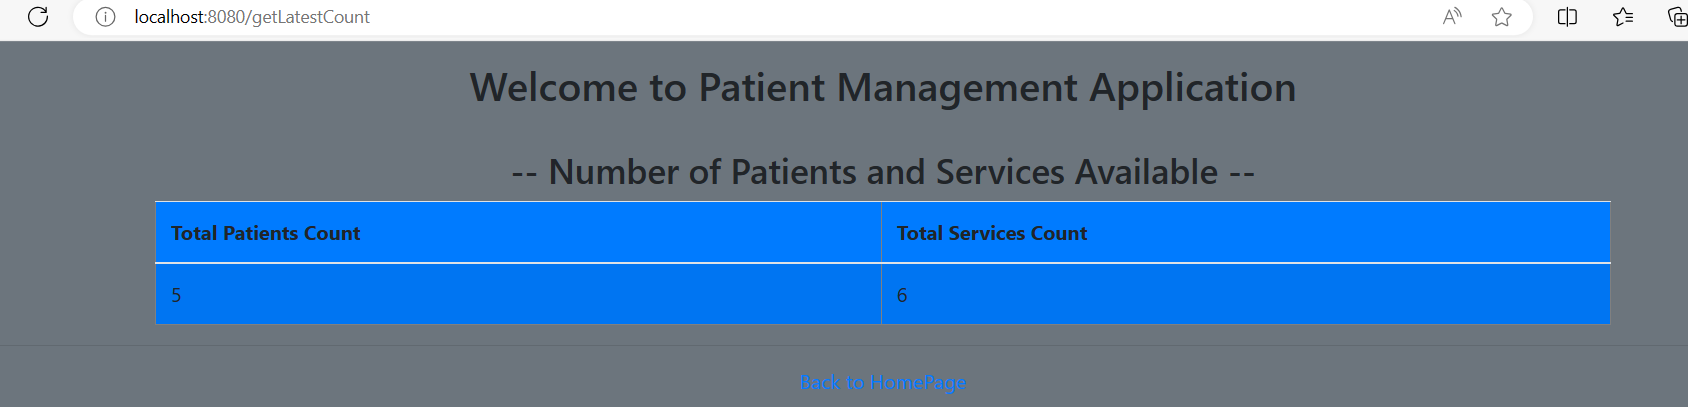 localhost:8080/getLatestCount
Welcome to Patient Management Application
-- Number of Patients and Services Available --
Total Patients Count Total Services Count
5 6
Back to HomePage